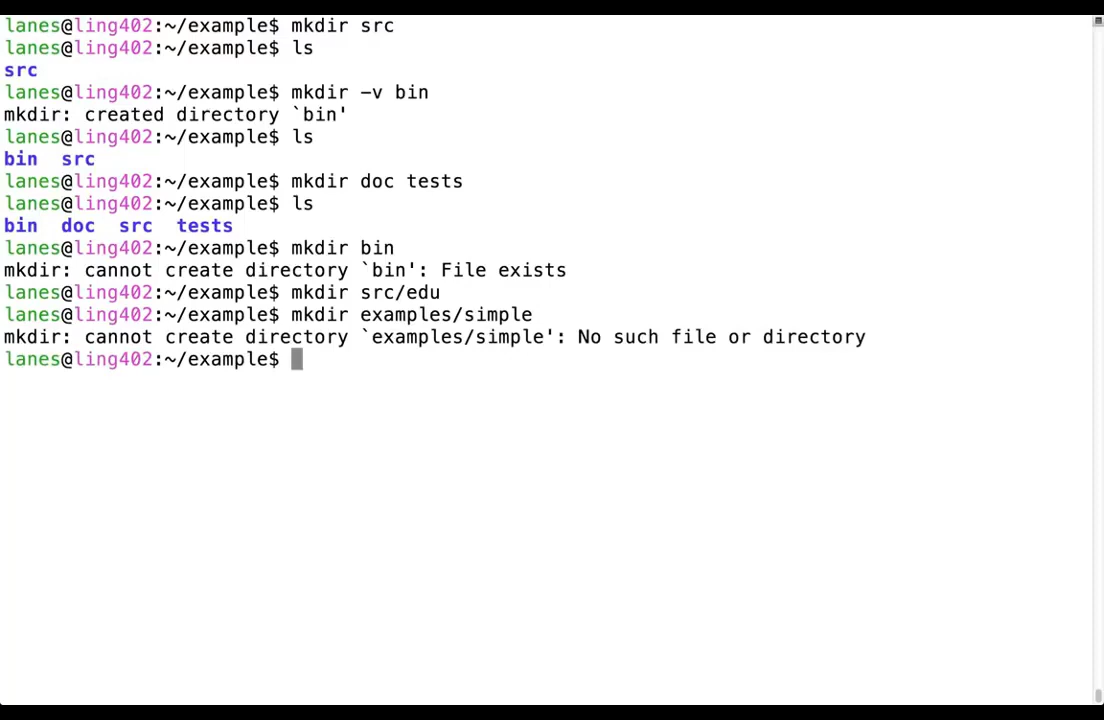 lanes@ling402:~/example$ mkdir src
lanes@ling402:~/example$ ls
src
lanes@ling402:~/example$ mkdir -v bin
mkdir: created directory `bin'
lanes@ling402:~/example$ ls
bin  src
lanes@ling402:~/example$ mkdir doc tests
lanes@ling402:~/example$ ls
bin  doc  src  tests
lanes@ling402:~/example$ mkdir bin
mkdir: cannot create directory `bin': File exists
lanes@ling402:~/example$ mkdir src/edu
lanes@ling402:~/example$ mkdir examples/simple
mkdir: cannot create directory `examples/simple': No such file or directory
lanes@ling402:~/example$